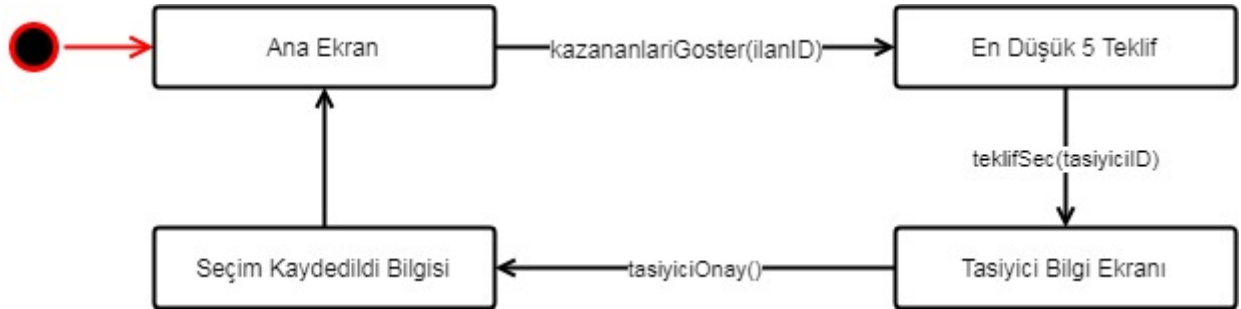 Ana Ekran
kazananlariGoster(ilanID)
En Düşük 5 Teklif
teklifSec(tasiyiciID)
Seçim Kaydedildi Bilgisi
tasiyiciOnay()
Tasiyici Bilgi Ekranı